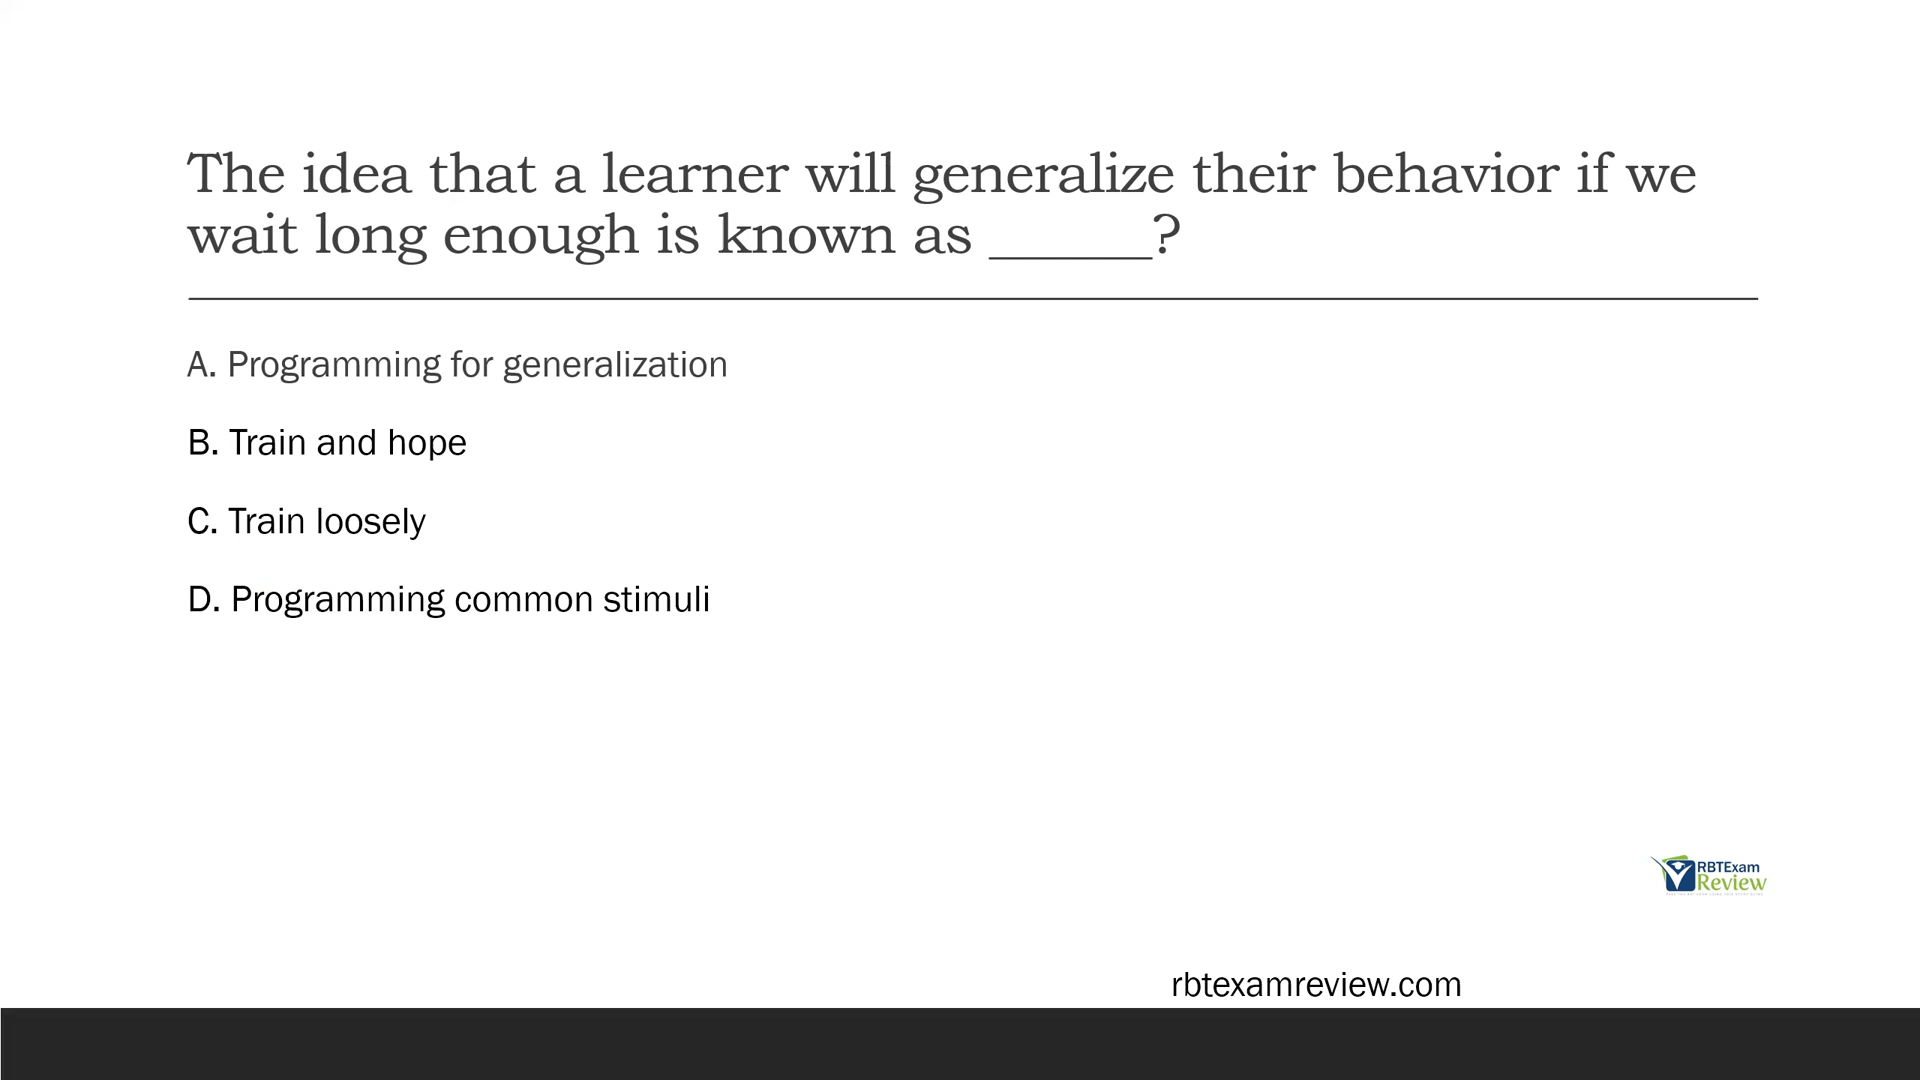 The idea that a learner will generalize their behavior if we
wait long enough is known as ______?
A. Programming for generalization
B. Train and hope
C. Train loosely
D. Programming common stimuli
RBTExam
Review
rbtexamreview.com